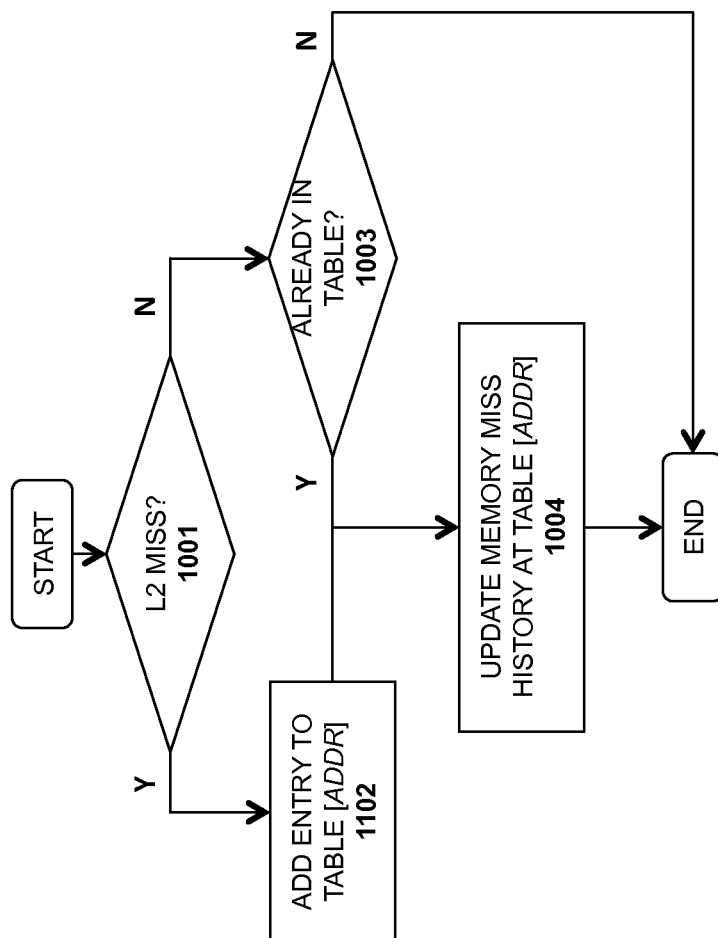 START
L2 MISS?
1001
Y
N
ADD ENTRY TO
TABLE [ADDR]
1102
ALREADY IN
TABLE?
1003
Y
N
UPDATE MEMORY MISS
HISTORY AT TABLE [ADDR]
1004
END